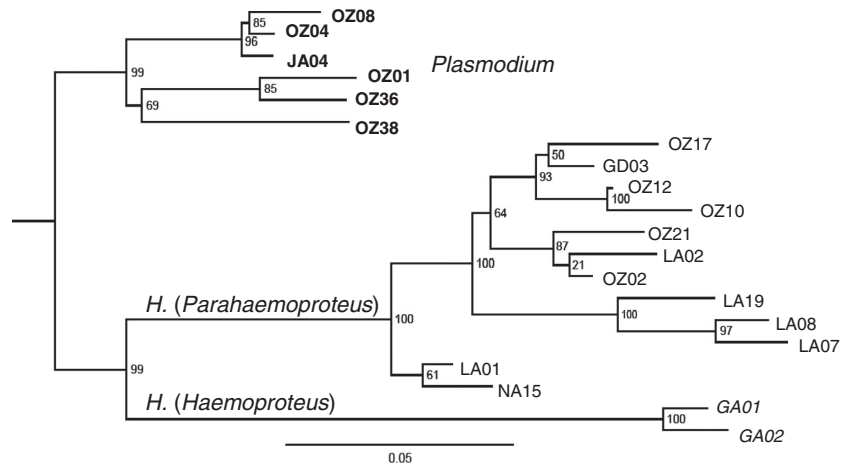 OZ08
85
OZ04
96
JA04
Plasmodium
99
OZ01
85
OZ36
69
OZ38
OZ17
50
GD03
93
OZ12
100
OZ10
64
OZ21
87
LA02
21
OZ02
100
H. (Parahaemoproteus)
LA19
100
LA08
97
LA07
100
LA01
61
NA15
99
H. (Haemoproteus)
GA01
100
GA02
0.05